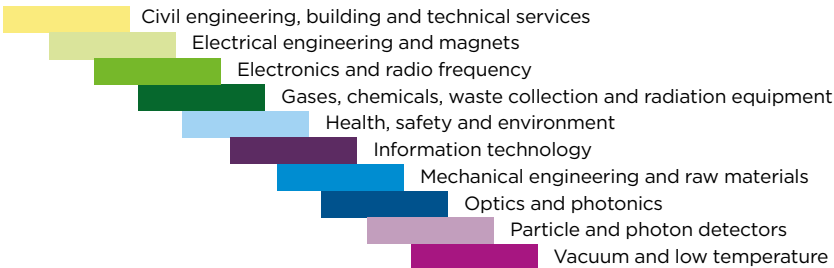 Civil engineering, building and technical services
Electrical engineering and magnets
Electronics and radio frequency
Gases, chemicals, waste collection and radiation equipment
Health, safety and environment
Information technology
Mechanical engineering and raw materials
Optics and photonics
Particle and photon detectors
Vacuum and low temperature